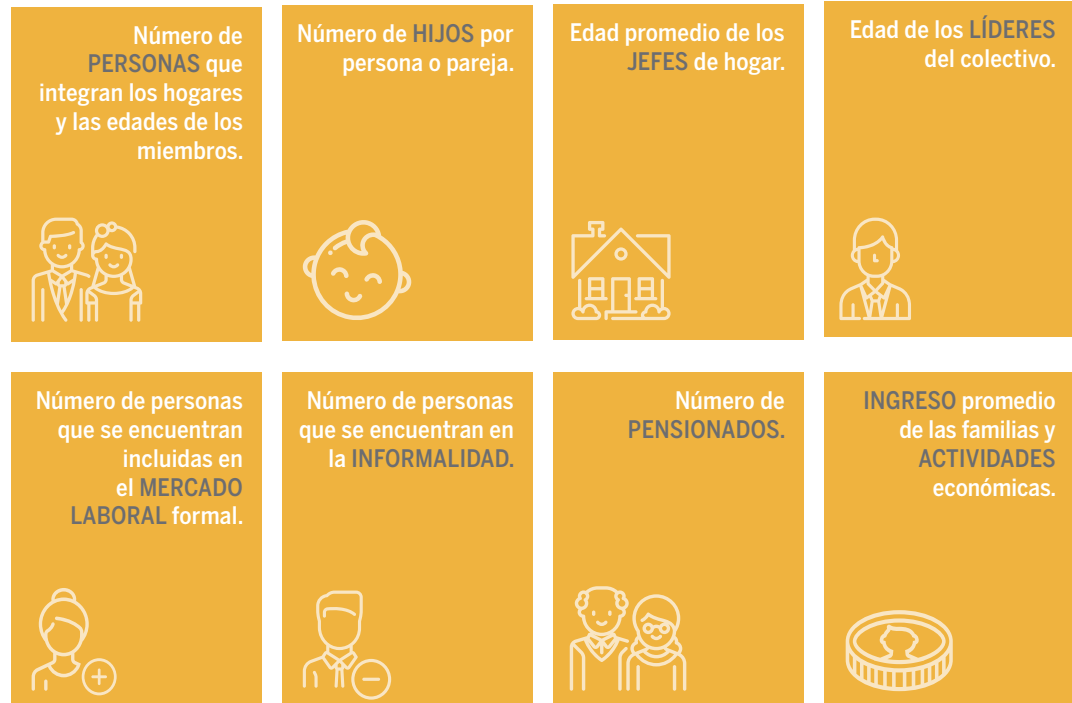 Número de
PERSONAS que
integran los hogares
y las edades de los
miembros.
Número de HIJOS por
persona o pareja.
Edad promedio de los
JEFES de hogar.
Edad de los LÍDERES
del colectivo.
Número de personas
que se encuentran
incluidas en
el MERCADO
LABORAL formal.
Número de personas
que se encuentran en
la INFORMALIDAD.
Número de
PENSIONADOS.
INGRESO promedio
de las familias y
ACTIVIDADES
económicas.